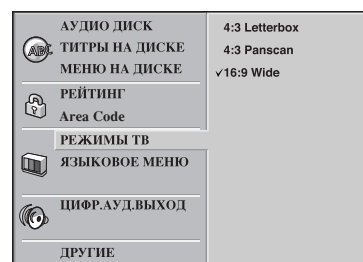 АУДИО ДИСК
ТИТРЫ НА ДИСКЕ
МЕНЮ НА ДИСКЕ
РЕЙТИНГ
Area Code
РЕЖИМЫ ТВ
ЯЗЫКОВОЕ МЕНЮ
ЦИФР.АУД.ВЫХОД
ДРУГИЕ
4:3 Letterbox
4:3 Panscan
✓16:9 Wide
ABC